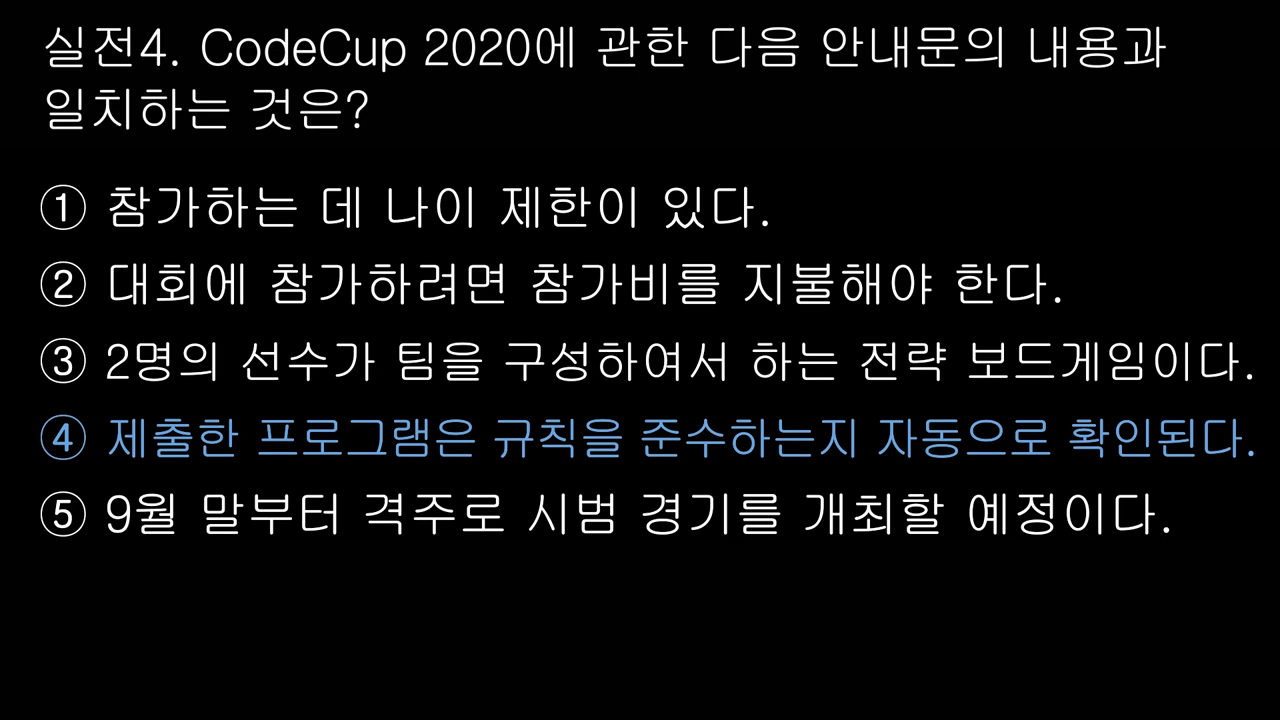 실전4. CodeCup 2020에 관한 다음 안내문의 내용과
일치하는 것은?
① 참가하는 데 나이 제한이 있다.
② 대회에 참가하려면 참가비를 지불해야 한다.
③ 2명의 선수가 팀을 구성하여서 하는 전략 보드게임이다.
④ 제출한 프로그램은 규칙을 준수하는지 자동으로 확인된다.
⑤ 9월 말부터 격주로 시범 경기를 개최할 예정이다.